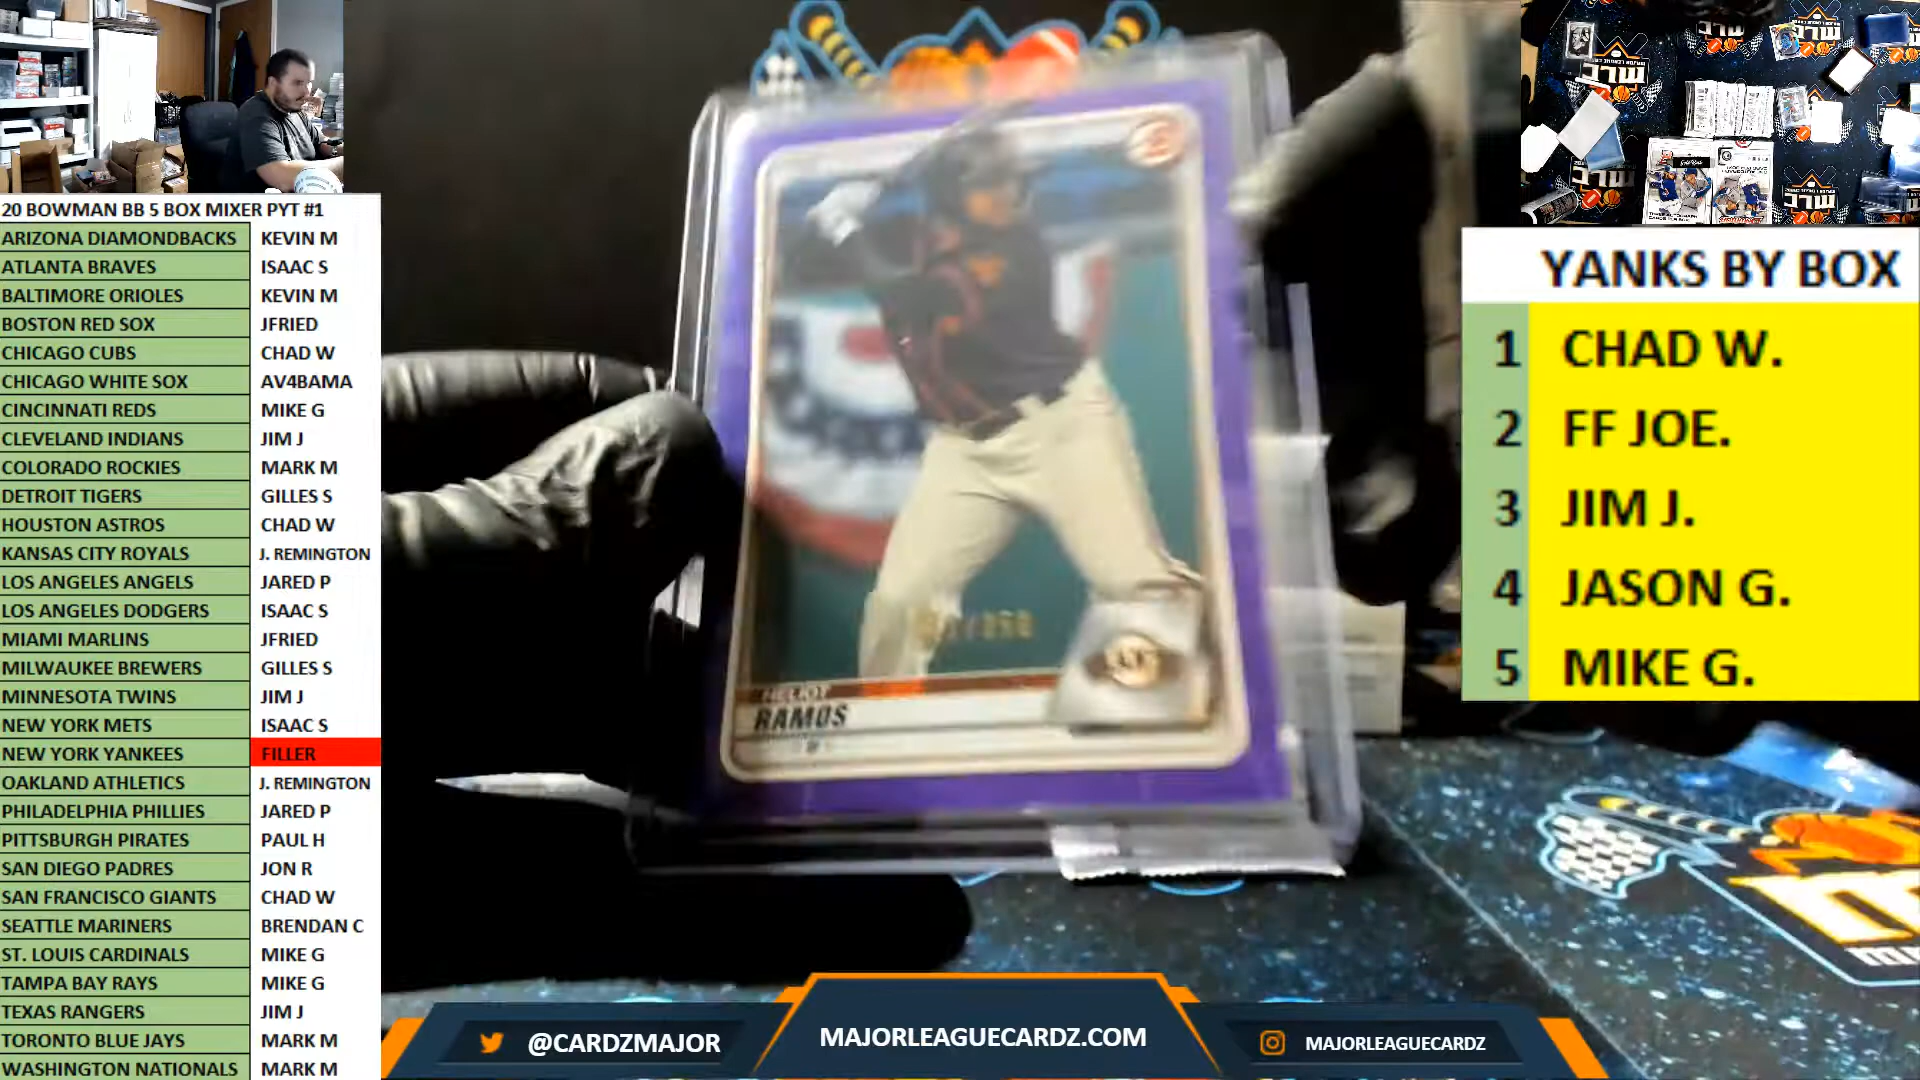 20 BOWMAN BB 5 BOX MIXER PYT #1
ARIZONA DIAMONDBACKS KEVIN M
ATLANTA BRAVES ISAAC S
BALTIMORE ORIOLES KEVIN M
BOSTON RED SOX JFRIED
CHICAGO CUBS CHAD W
CHICAGO WHITE SOX AV4BAMA
CINCINNATI REDS MIKE G
CLEVELAND INDIANS JIM J
COLORADO ROCKIES MARK M
DETROIT TIGERS GILLES S
HOUSTON ASTROS CHAD W
KANSAS CITY ROYALS J. REMINGTON
LOS ANGELES ANGELS JARED P
LOS ANGELES DODGERS ISAAC S
MIAMI MARLINS JFRIED
MILWAUKEE BREWERS GILLES S
MINNESOTA TWINS JIM J
NEW YORK METS ISAAC S
NEW YORK YANKEES FILLER
OAKLAND ATHLETICS J. REMINGTON
PHILADELPHIA PHILLIES JARED P
PITTSBURGH PIRATES PAUL H
SAN DIEGO PADRES JON R
SAN FRANCISCO GIANTS CHAD W
SEATTLE MARINERS BRENDAN C
ST. LOUIS CARDINALS MIKE G
TAMPA BAY RAYS MIKE G
TEXAS RANGERS JIM J
TORONTO BLUE JAYS MARK M
WASHINGTON NATIONALS MARK M
HELIOT
RAMOS
YANKS BY BOX
1 CHAD W.
2 FF JOE.
3 JIM J.
4 JASON G.
5 MIKE G.
@CARDZMAJOR
MAJORLEAGUECARDZ.COM
MAJORLEAGUECARDZ